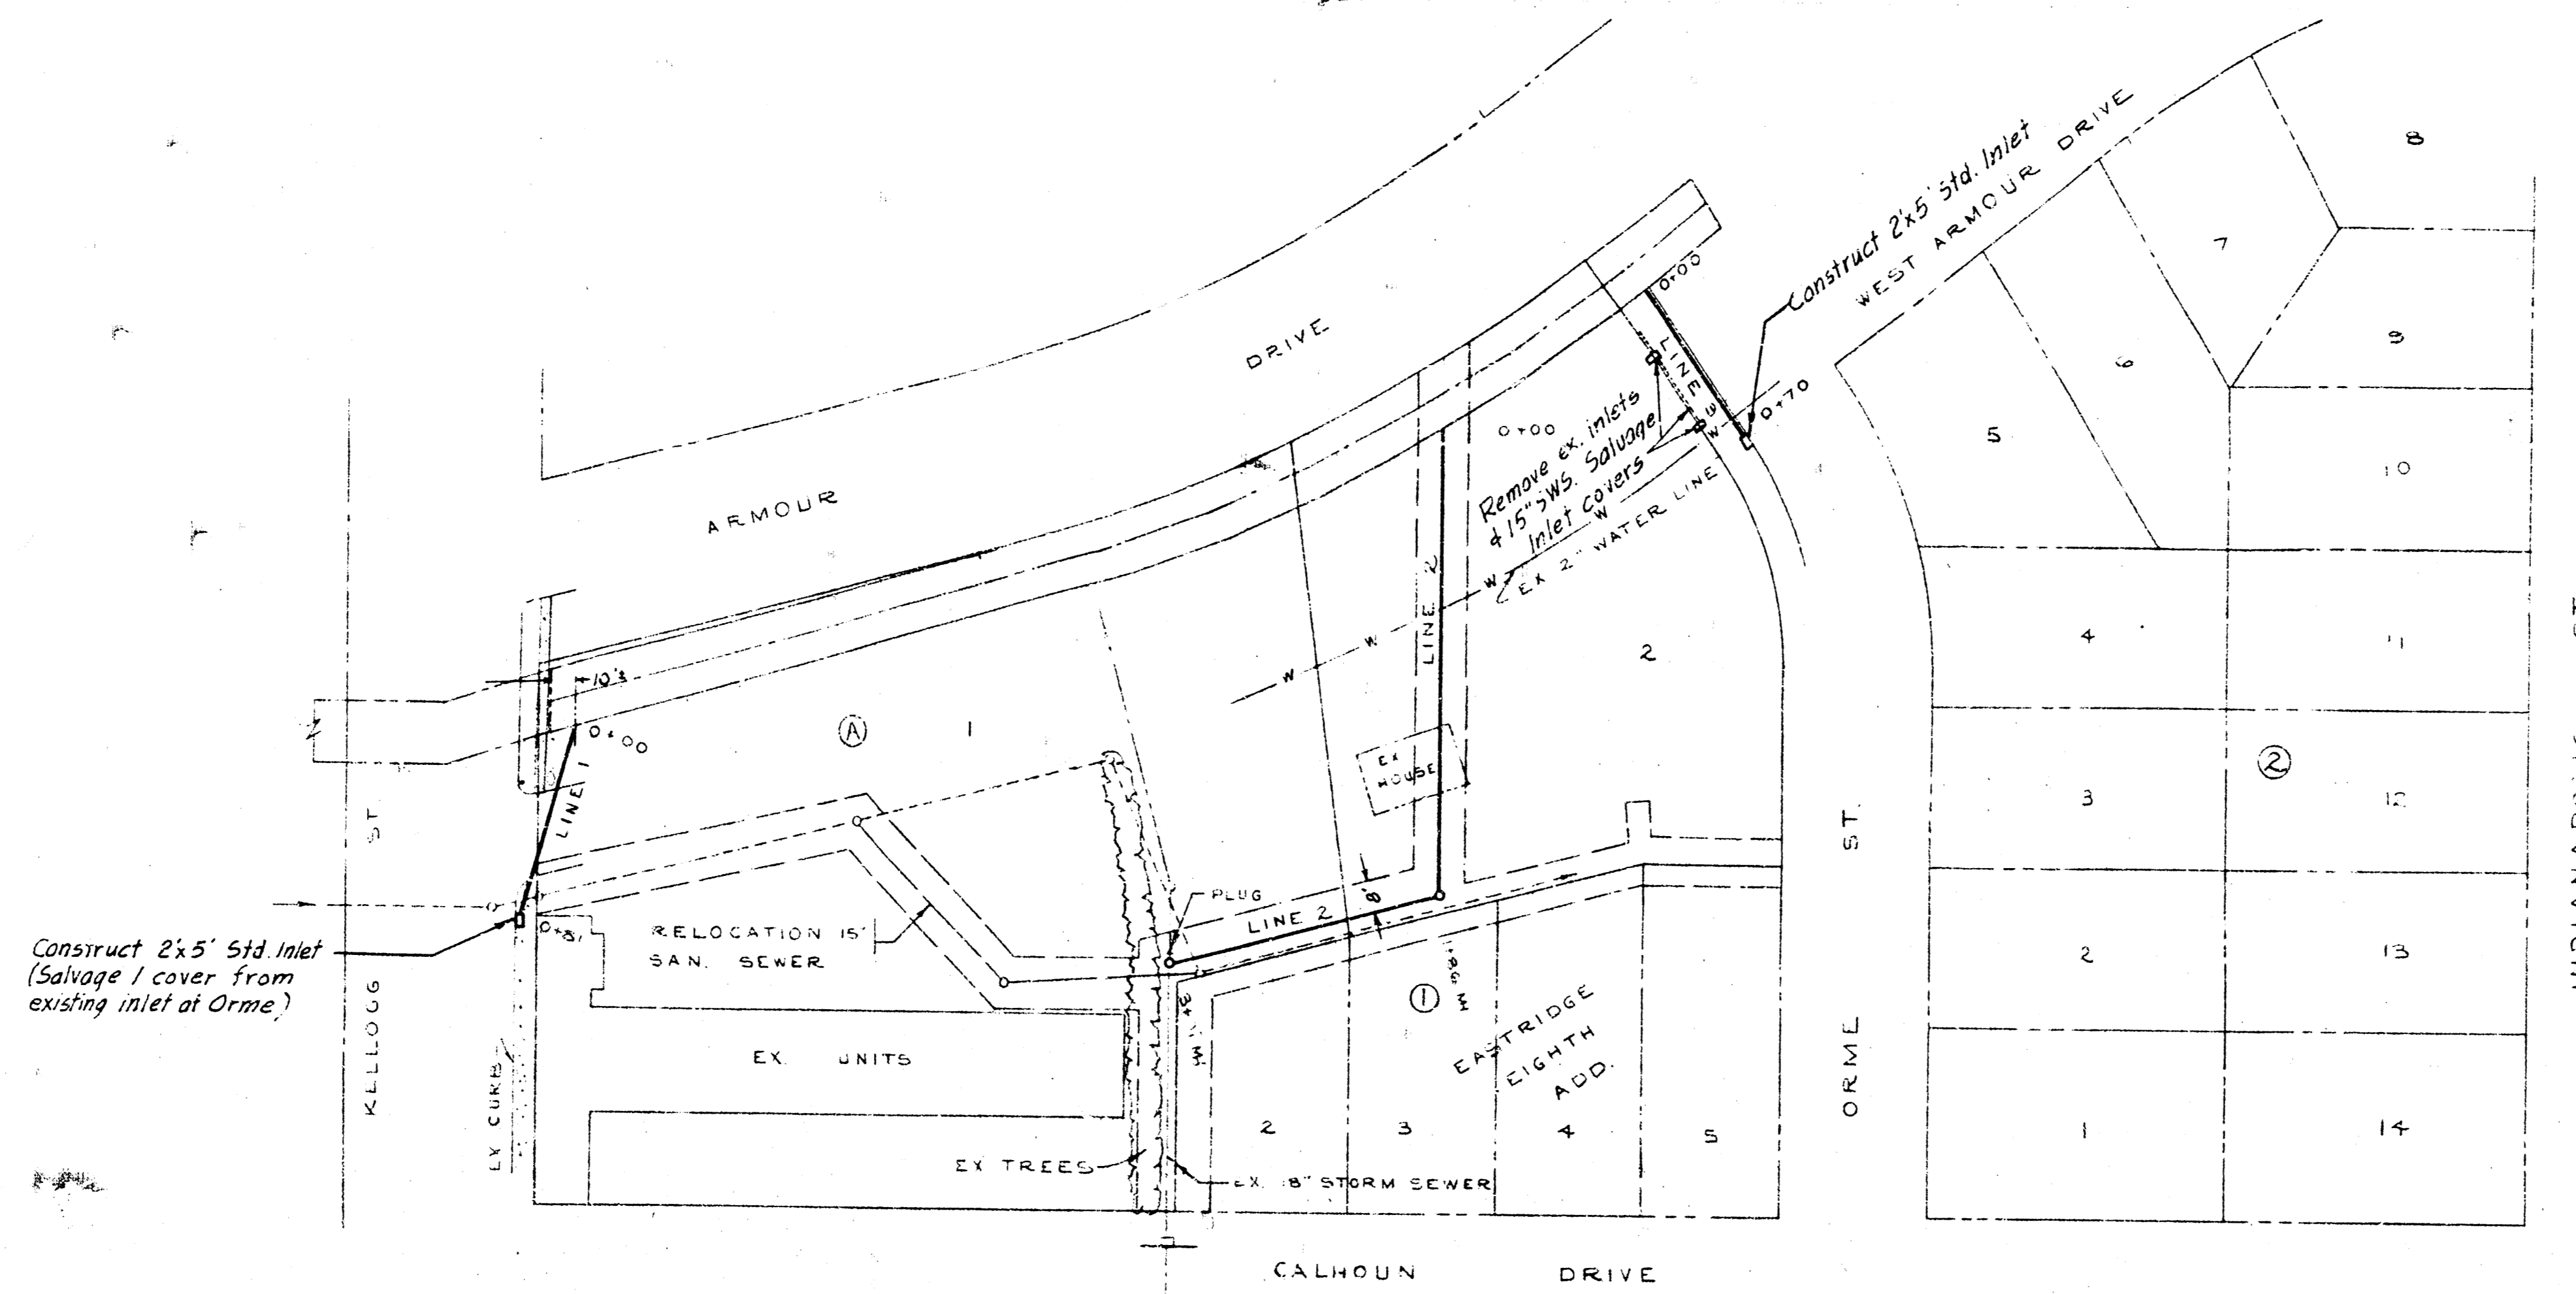 8
Construct 2'x5' Std. Inlet
WEST ARMOUR DRIVE
7
0+00
DRIVE
9
6
LINE 3
0+70
5
10
Remove ex. inlets
& 15" SWS. Salvage
Inlet covers
0+00
ARMOUR
W
W
W
W
W
EX 2" WATER LINE
LINE 2
4
11
2
10'±
0+00
A
1
LINE 1
EX
HOUSE
3
2
12
KELLOGG ST
ORME ST.
PLUG
8'
LINE 2
0+81
RELOCATION 15"
SAN. SEWER
Construct 2'x5' Std. Inlet
(Salvage 1 cover from
existing inlet at Orme)
1+86 MH
1
2
13
EASTRIDGE
EIGHTH
ADD.
EX. UNITS
EX CURB
2
3
4
5
1
14
EX TREES
EX. 18" STORM SEWER
CALHOUN DRIVE